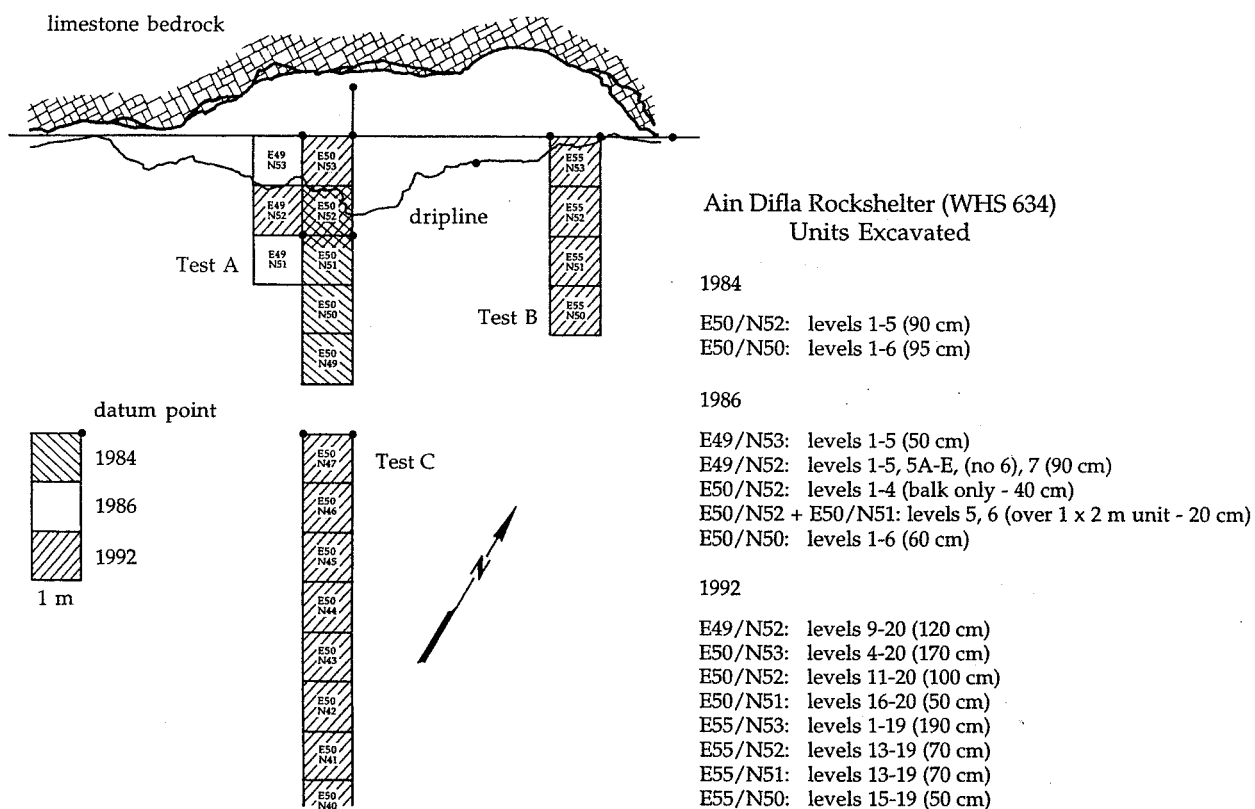 limestone bedrock
E49
N53
E50
N53
E49
N52
E50
N52
E49
N51
E50
N51
E50
N50
E50
N49
dripline
Test A
E55
N53
E55
N52
E55
N51
E55
N50
Test B
datum point
1984
1986
1992
1 m
E50
N47
E50
N46
E50
N45
E50
N44
E50
N43
E50
N42
E50
N41
E50
N40
Test C
N
Ain Difla Rockshelter (WHS 634)
Units Excavated
1984
E50/N52: levels 1-5 (90 cm)
E50/N50: levels 1-6 (95 cm)
1986
E49/N53: levels 1-5 (50 cm)
E49/N52: levels 1-5, 5A-E, (no 6), 7 (90 cm)
E50/N52: levels 1-4 (balk only - 40 cm)
E50/N52 + E50/N51: levels 5, 6 (over 1 x 2 m unit - 20 cm)
E50/N50: levels 1-6 (60 cm)
1992
E49/N52: levels 9-20 (120 cm)
E50/N53: levels 4-20 (170 cm)
E50/N52: levels 11-20 (100 cm)
E50/N51: levels 16-20 (50 cm)
E55/N53: levels 1-19 (190 cm)
E55/N52: levels 13-19 (70 cm)
E55/N51: levels 13-19 (70 cm)
E55/N50: levels 15-19 (50 cm)